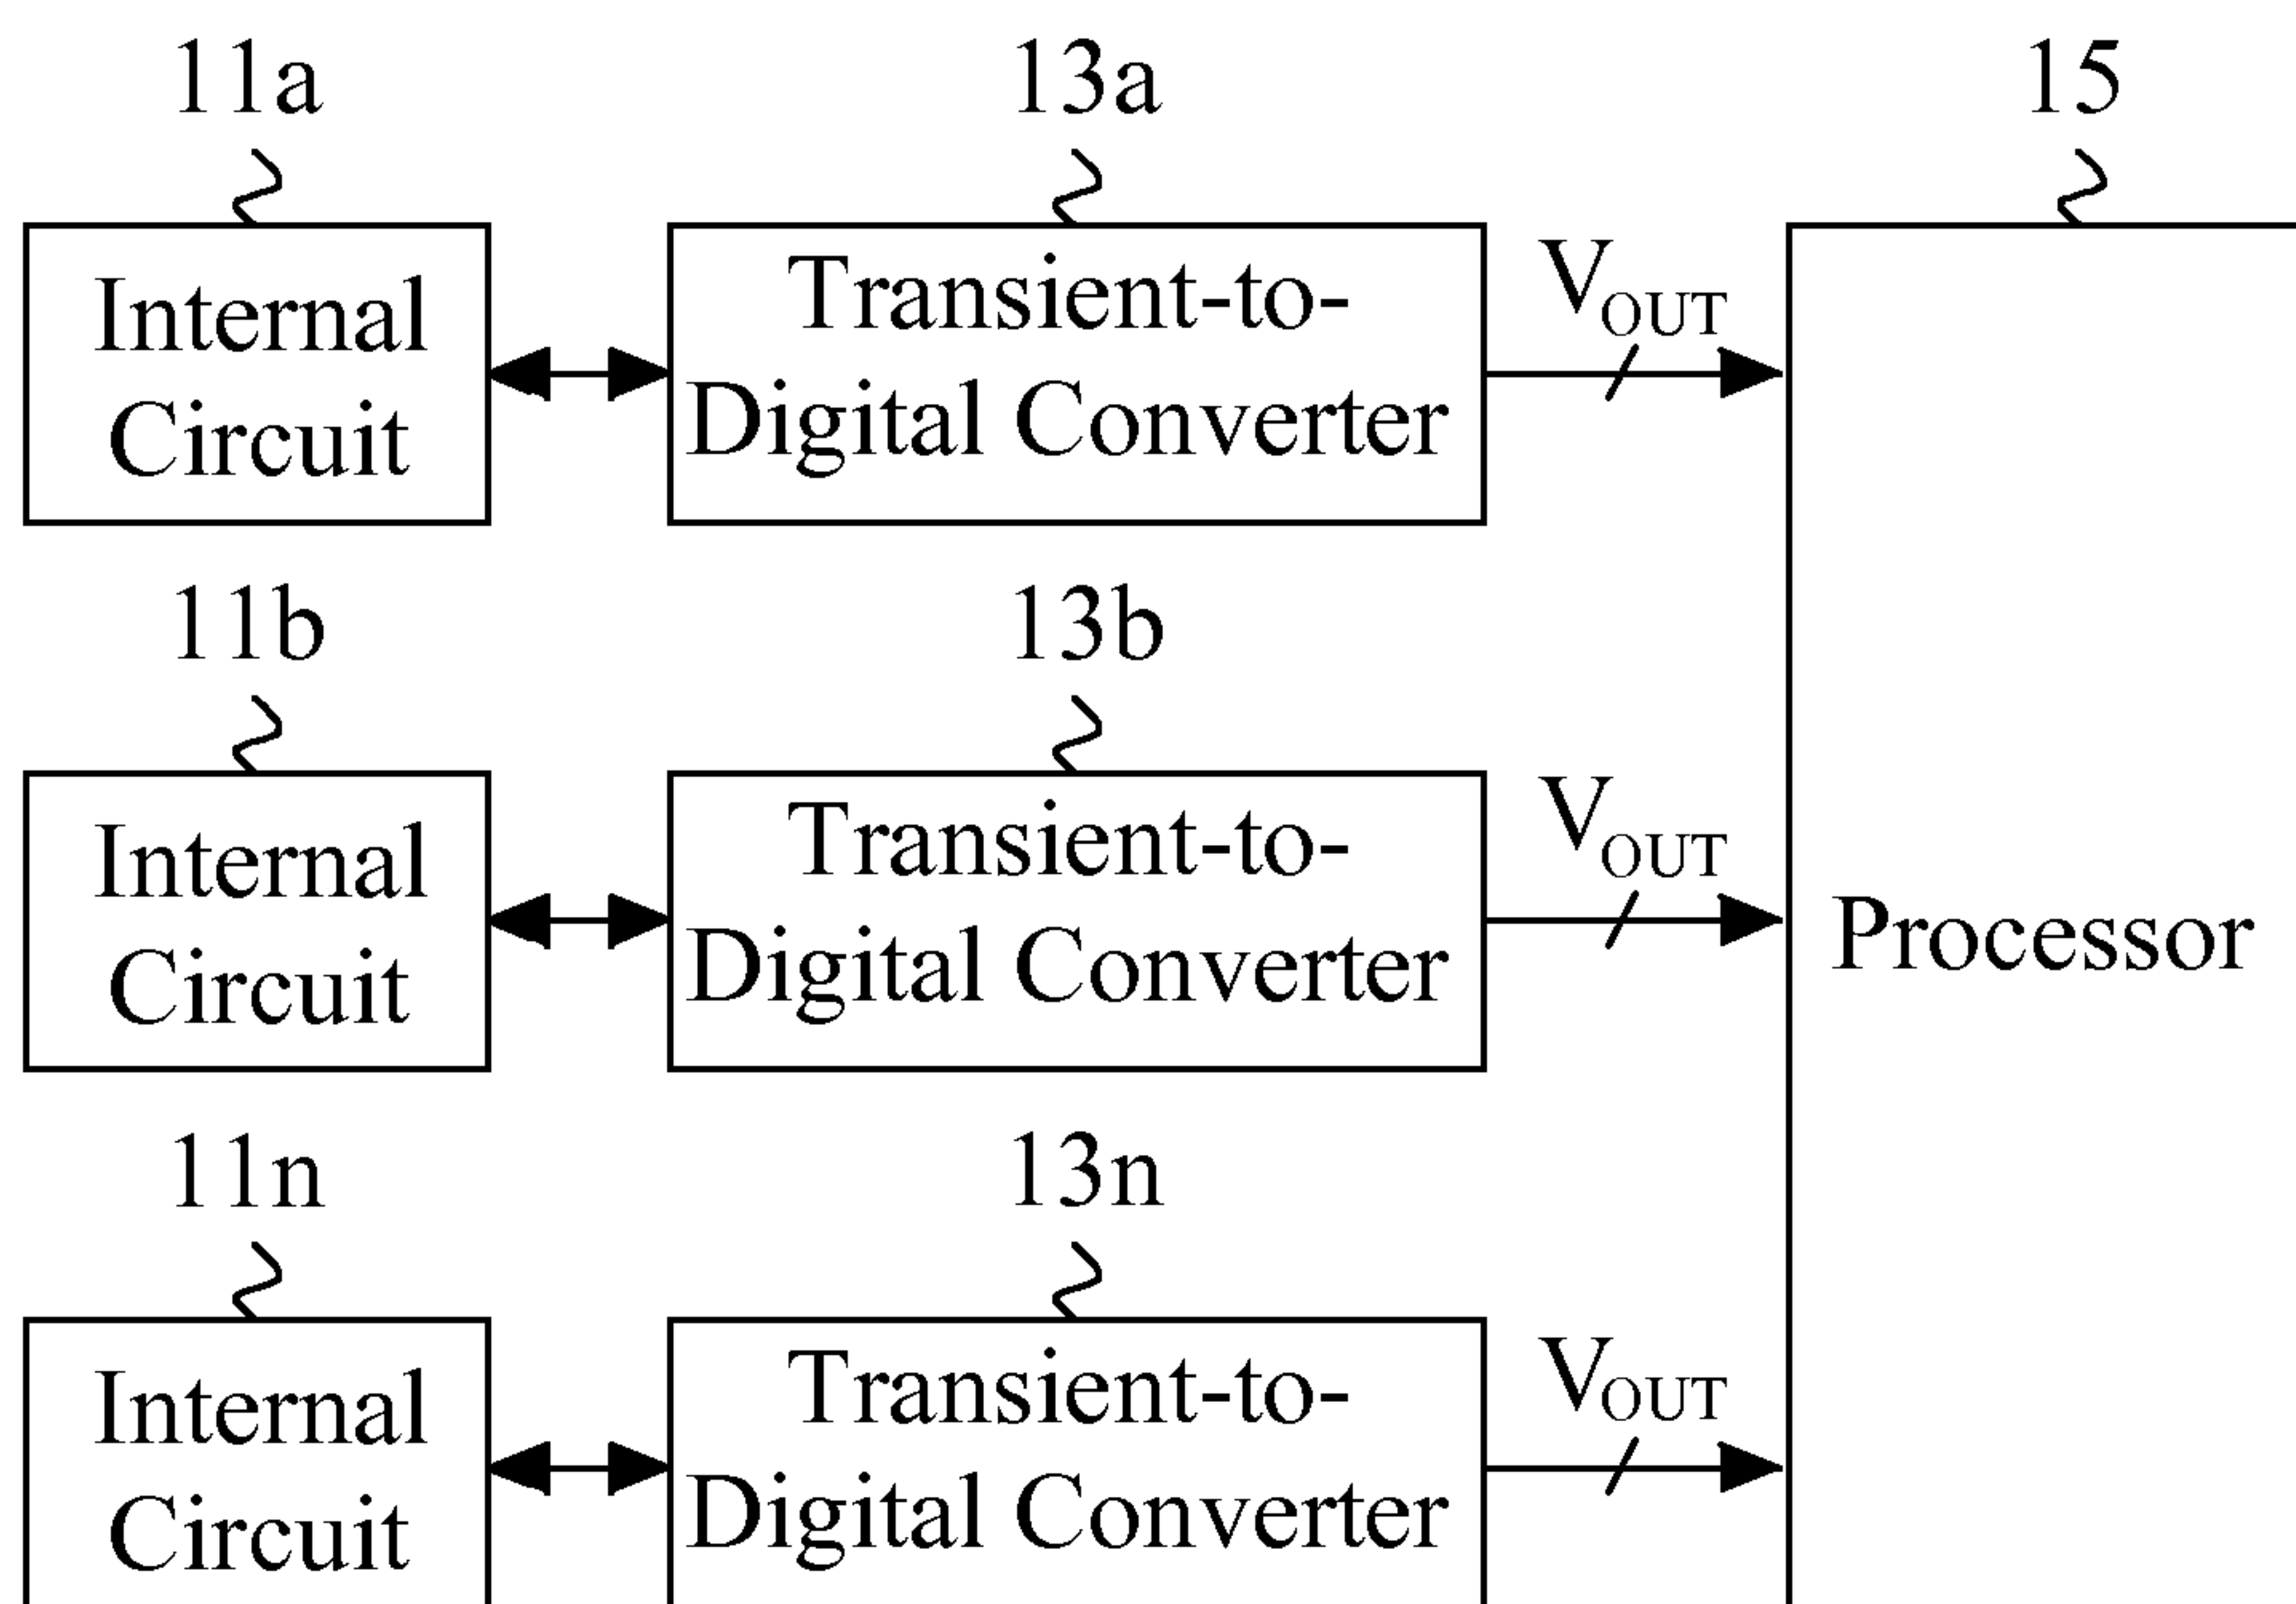 11a
13a
15
Internal
Circuit
Transient-to-
Digital Converter
VOUT
11b
13b
Internal
Circuit
Transient-to-
Digital Converter
VOUT
Processor
11n
13n
Internal
Circuit
Transient-to-
Digital Converter
VOUT